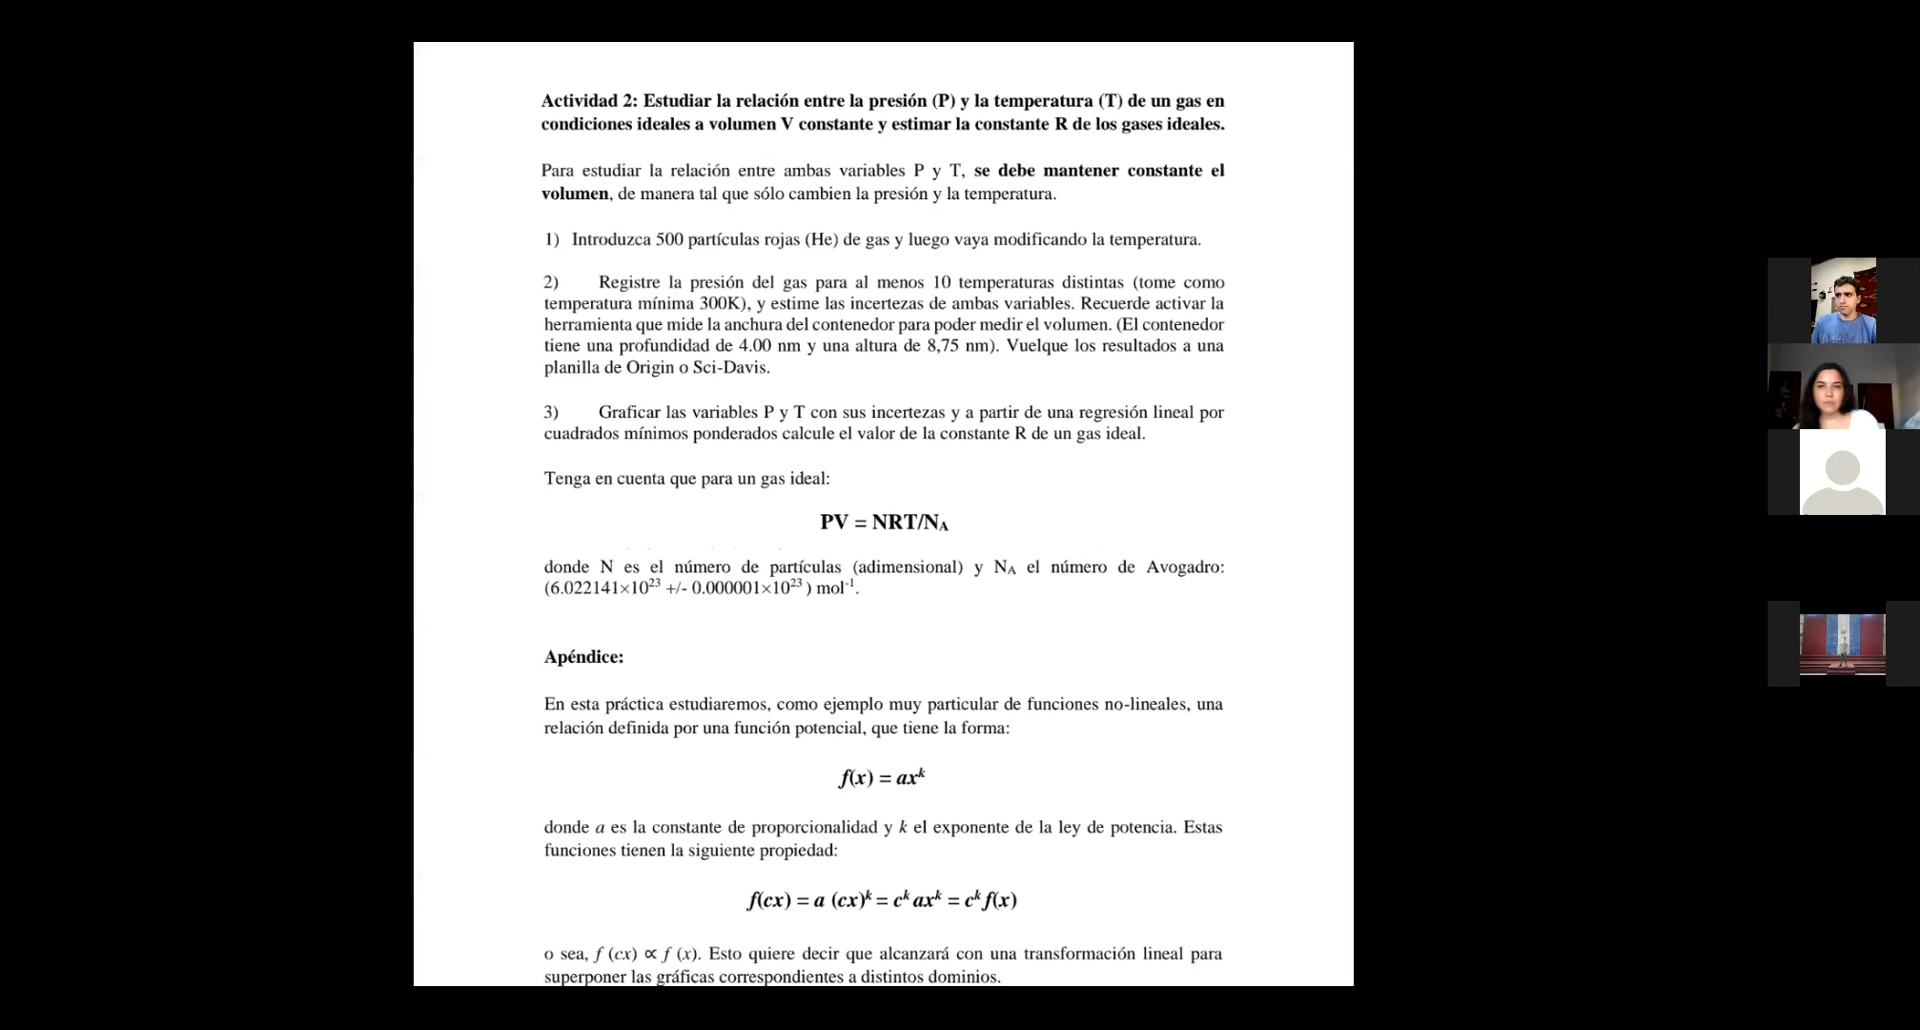 Actividad 2: Estudiar la relación entre la presión (P) y la temperatura (T) de un gas en
condiciones ideales a volumen V constante y estimar la constante R de los gases ideales.
Para estudiar la relación entre ambas variables P y T, se debe mantener constante el
volumen, de manera tal que sólo cambien la presión y la temperatura.
1) Introduzca 500 partículas rojas (He) de gas y luego vaya modificando la temperatura.
2) Registre la presión del gas para al menos 10 temperaturas distintas (tome como
temperatura mínima 300K), y estime las incertezas de ambas variables. Recuerde activar la
herramienta que mide la anchura del contenedor para poder medir el volumen. (El contenedor
tiene una profundidad de 4.00 nm y una altura de 8,75 nm). Vuelque los resultados a una
planilla de Origin o Sci-Davis.
3) Graficar las variables P y T con sus incertezas y a partir de una regresión lineal por
cuadrados mínimos ponderados calcule el valor de la constante R de un gas ideal.
Tenga en cuenta que para un gas ideal:
PV = NRT/N_A
donde N es el número de partículas (adimensional) y N_A el número de Avogadro:
(6.022141×10²³ +/- 0.000001×10²³ ) mol⁻¹.
Apéndice:
En esta práctica estudiaremos, como ejemplo muy particular de funciones no-lineales, una
relación definida por una función potencial, que tiene la forma:
f(x) = axᵏ
donde a es la constante de proporcionalidad y k el exponente de la ley de potencia. Estas
funciones tienen la siguiente propiedad:
f(cx) = a (cx)ᵏ = cᵏ axᵏ = cᵏ f(x)
o sea, f (cx) ∝ f (x). Esto quiere decir que alcanzará con una transformación lineal para
superponer las gráficas correspondientes a distintos dominios.